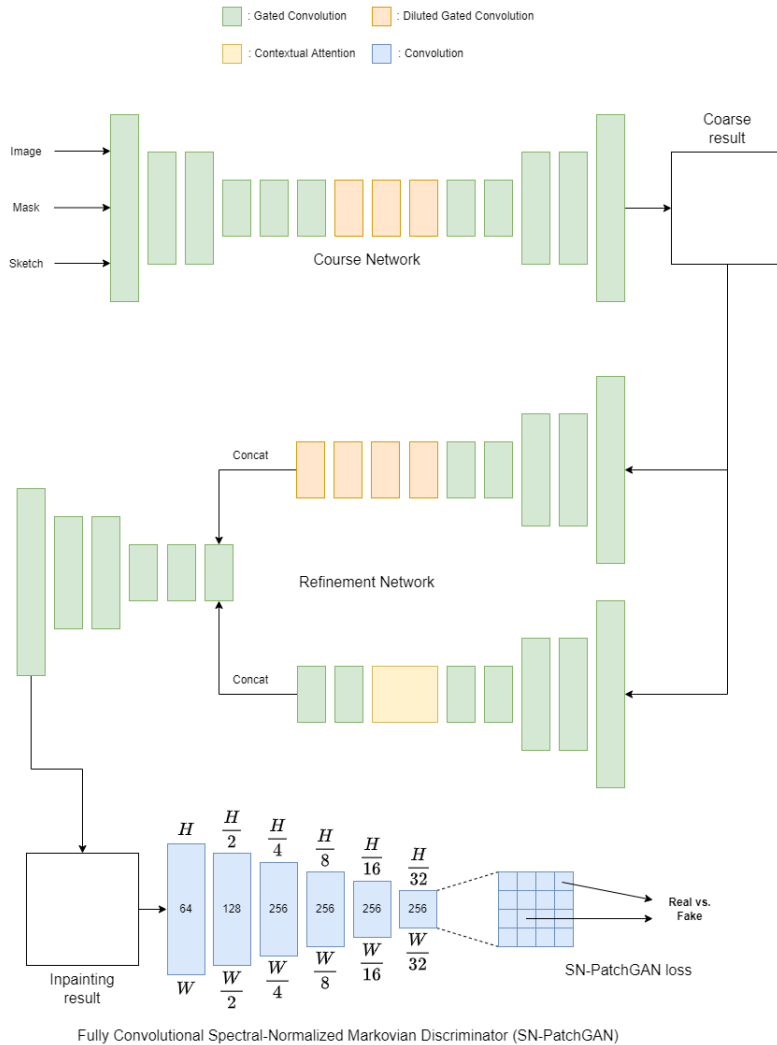 : Gated Convolution
: Diluted Gated Convolution
: Contextual Attention
: Convolution
Image
Mask
Sketch
Course Network
Coarse
result
Concat
Refinement Network
Concat
H
H/2
H/4
H/8
H/16
H/32
64
128
256
256
256
256
W
W/2
W/4
W/8
W/16
W/32
Real vs.
Fake
Inpainting
result
SN-PatchGAN loss
Fully Convolutional Spectral-Normalized Markovian Discriminator (SN-PatchGAN)